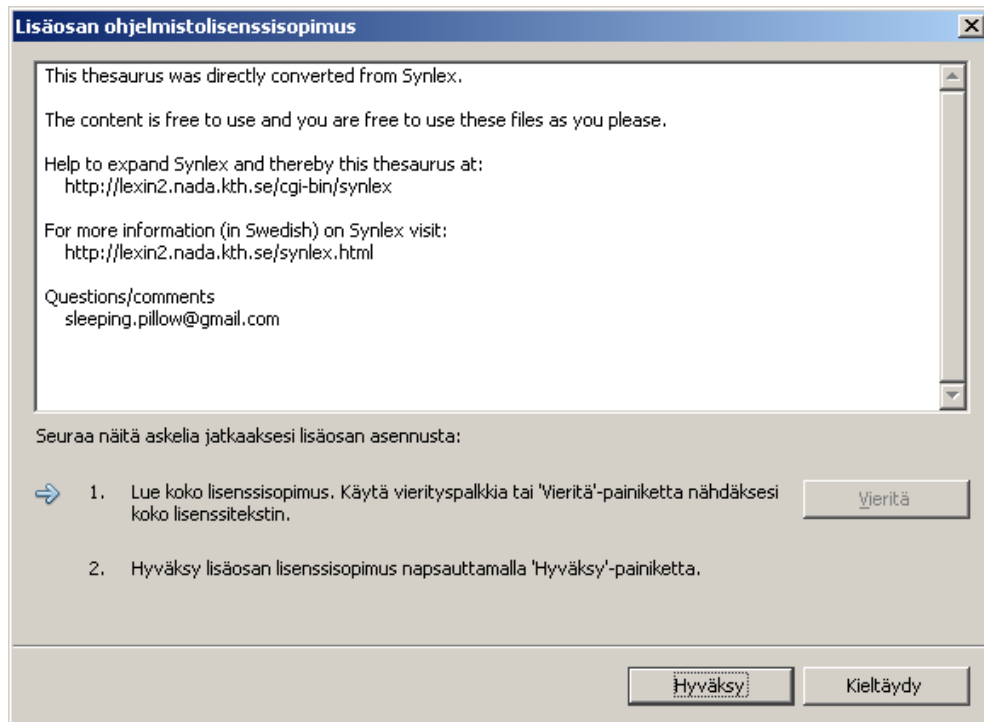 Lisäosan ohjelmistolisenssisopimus
This thesaurus was directly converted from Synlex.
The content is free to use and you are free to use these files as you please.
Help to expand Synlex and thereby this thesaurus at:
http://lexin2.nada.kth.se/cgi-bin/synlex
For more information (in Swedish) on Synlex visit:
http://lexin2.nada.kth.se/synlex.html
Questions/comments
sleeping.pillow@gmail.com
Seuraa näitä askelia jatkaaksesi lisäosan asennusta:
1. Lue koko lisenssisopimus. Käytä vierityspalkkia tai 'Vieritä'-painiketta nähdäksesi
koko lisenssitekstin.
Vieritä
2. Hyväksy lisäosan lisenssisopimus napsauttamalla 'Hyväksy'-painiketta.
Hyväksy Kieltäydy